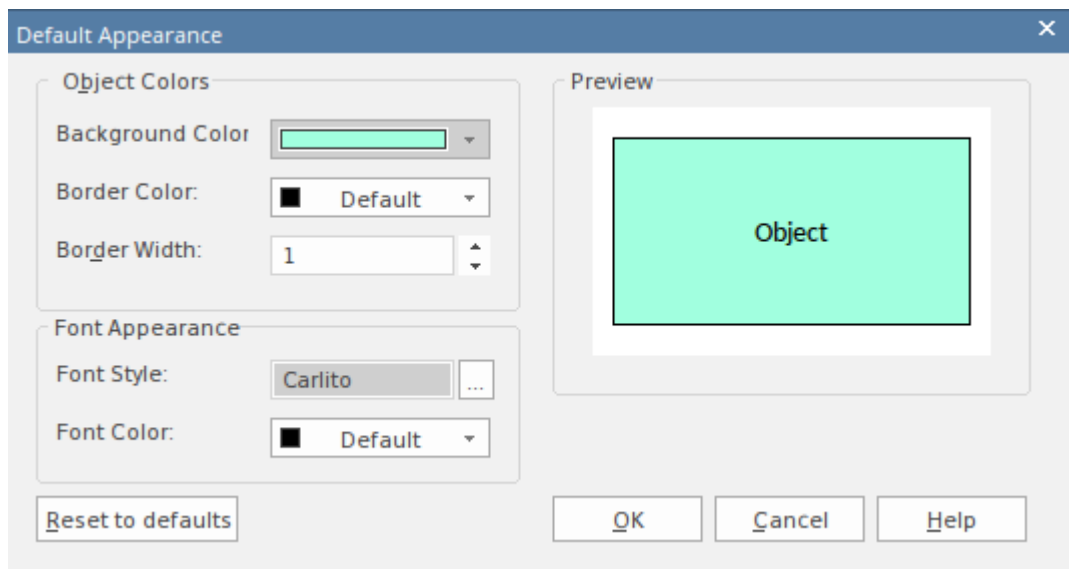 Default Appearance
Object Colors
Background Color
Border Color:
Default
Border Width:
1
Font Appearance
Font Style:
Carlito
...
Font Color:
Default
Preview
Object
Reset to defaults
OK
Cancel
Help